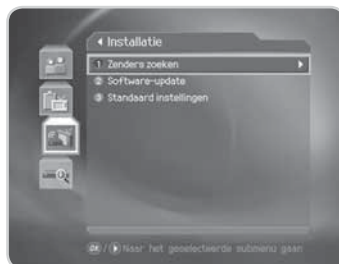 Installatie
1 Zenders zoeken
2 Software-update
3 Standaard instellingen
OK / Naar het geselecteerde submenu gaan